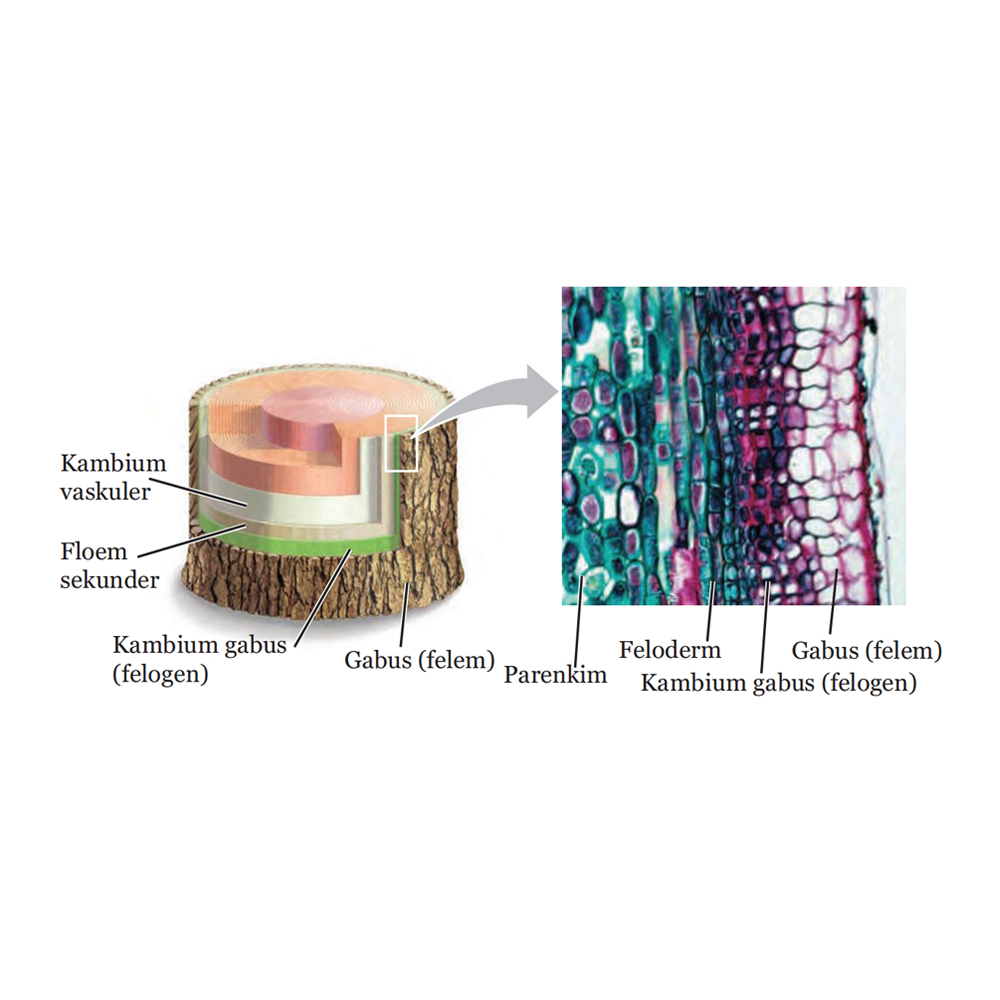 Kambium
vaskuler
Floem
sekunder
Kambium gabus
(felogen)
Gabus (felem)
Parenkim
Feloderm
Kambium gabus (felogen)
Gabus (felem)